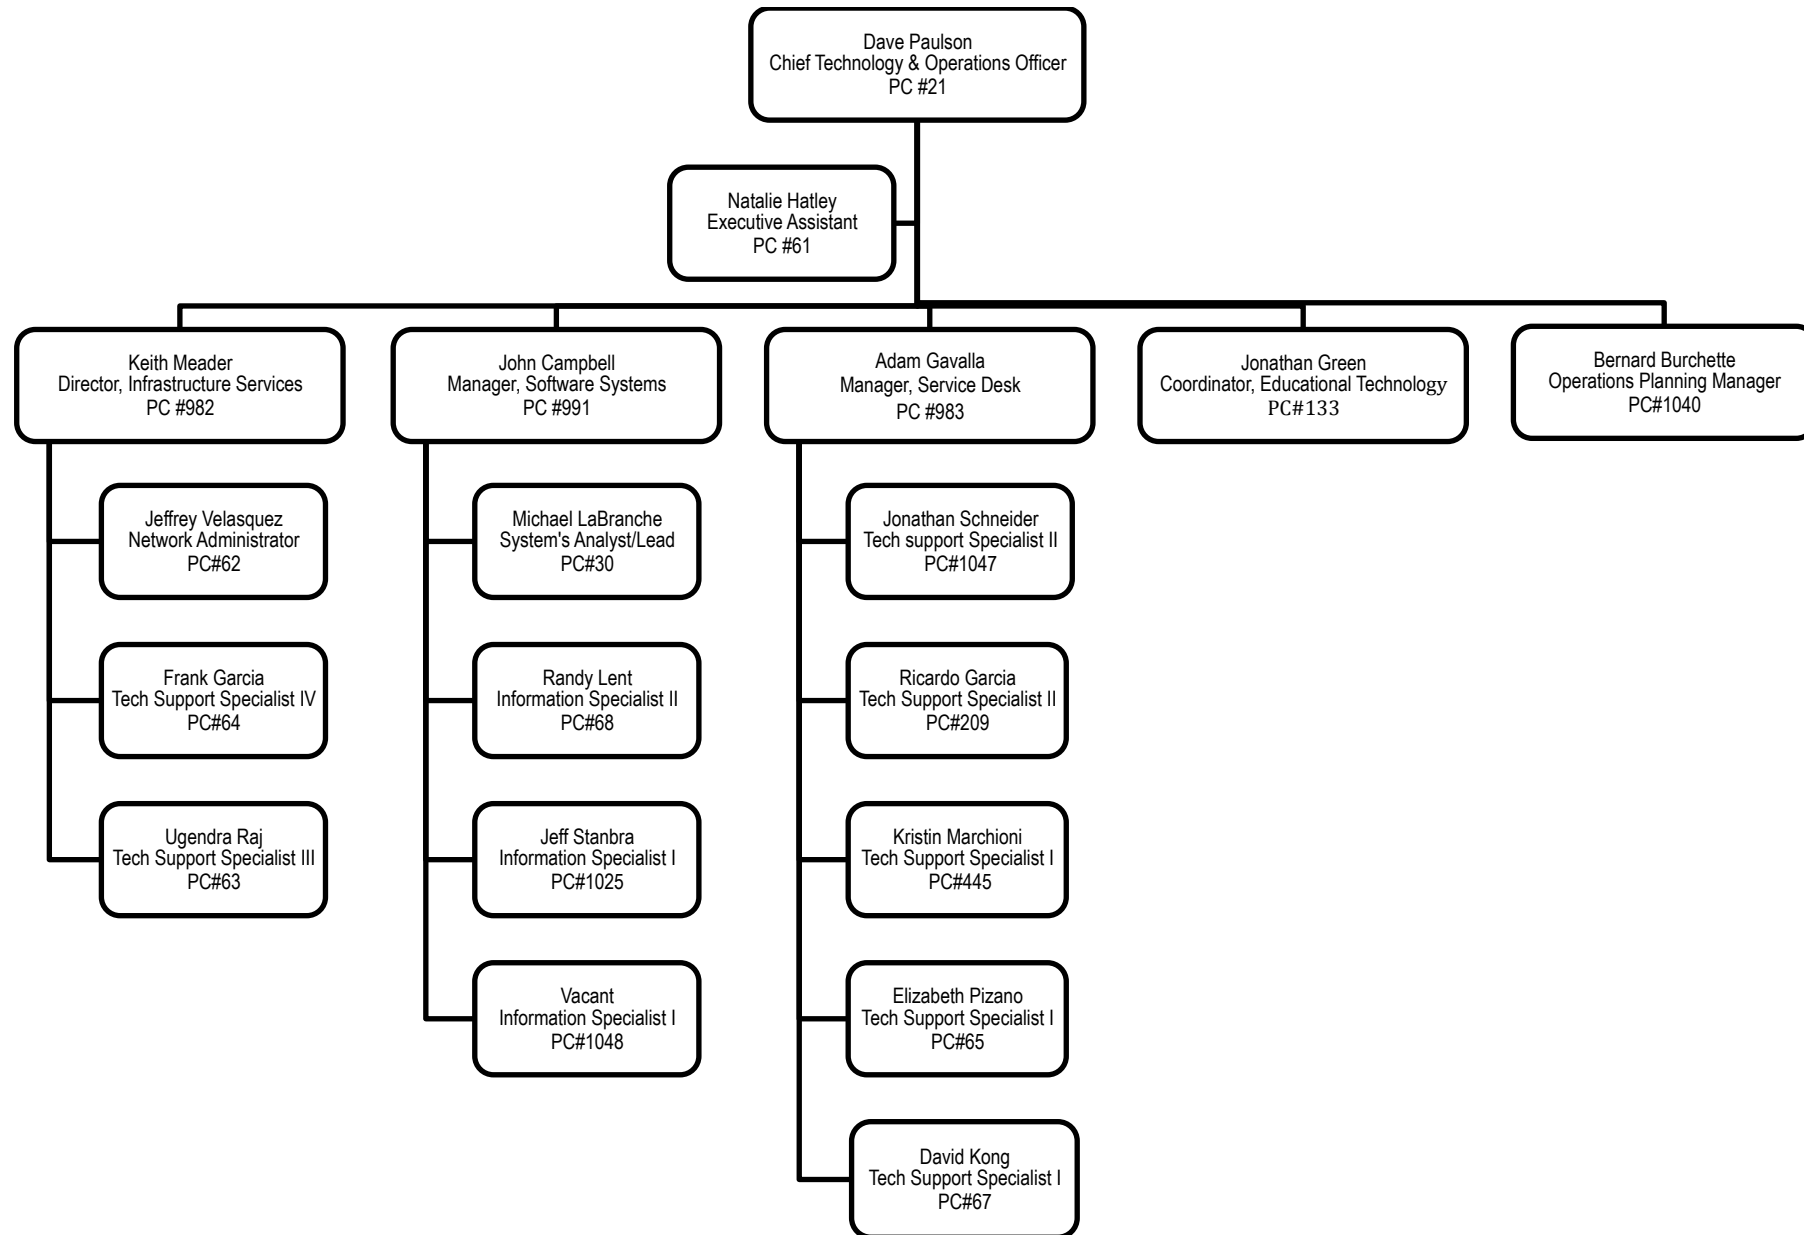 Dave Paulson
Chief Technology & Operations Officer
PC #21
Natalie Hatley
Executive Assistant
PC #61
Keith Meader
Director, Infrastructure Services
PC #982
John Campbell
Manager, Software Systems
PC #991
Adam Gavalla
Manager, Service Desk
PC #983
Jonathan Green
Coordinator, Educational Technology
PC#133
Bernard Burchette
Operations Planning Manager
PC#1040
Jeffrey Velasquez
Network Administrator
PC#62
Frank Garcia
Tech Support Specialist IV
PC#64
Ugendra Raj
Tech Support Specialist III
PC#63
Michael LaBranche
System's Analyst/Lead
PC#30
Randy Lent
Information Specialist II
PC#68
Jeff Stanbra
Information Specialist I
PC#1025
Vacant
Information Specialist I
PC#1048
Jonathan Schneider
Tech support Specialist II
PC#1047
Ricardo Garcia
Tech Support Specialist II
PC#209
Kristin Marchioni
Tech Support Specialist I
PC#445
Elizabeth Pizano
Tech Support Specialist I
PC#65
David Kong
Tech Support Specialist I
PC#67